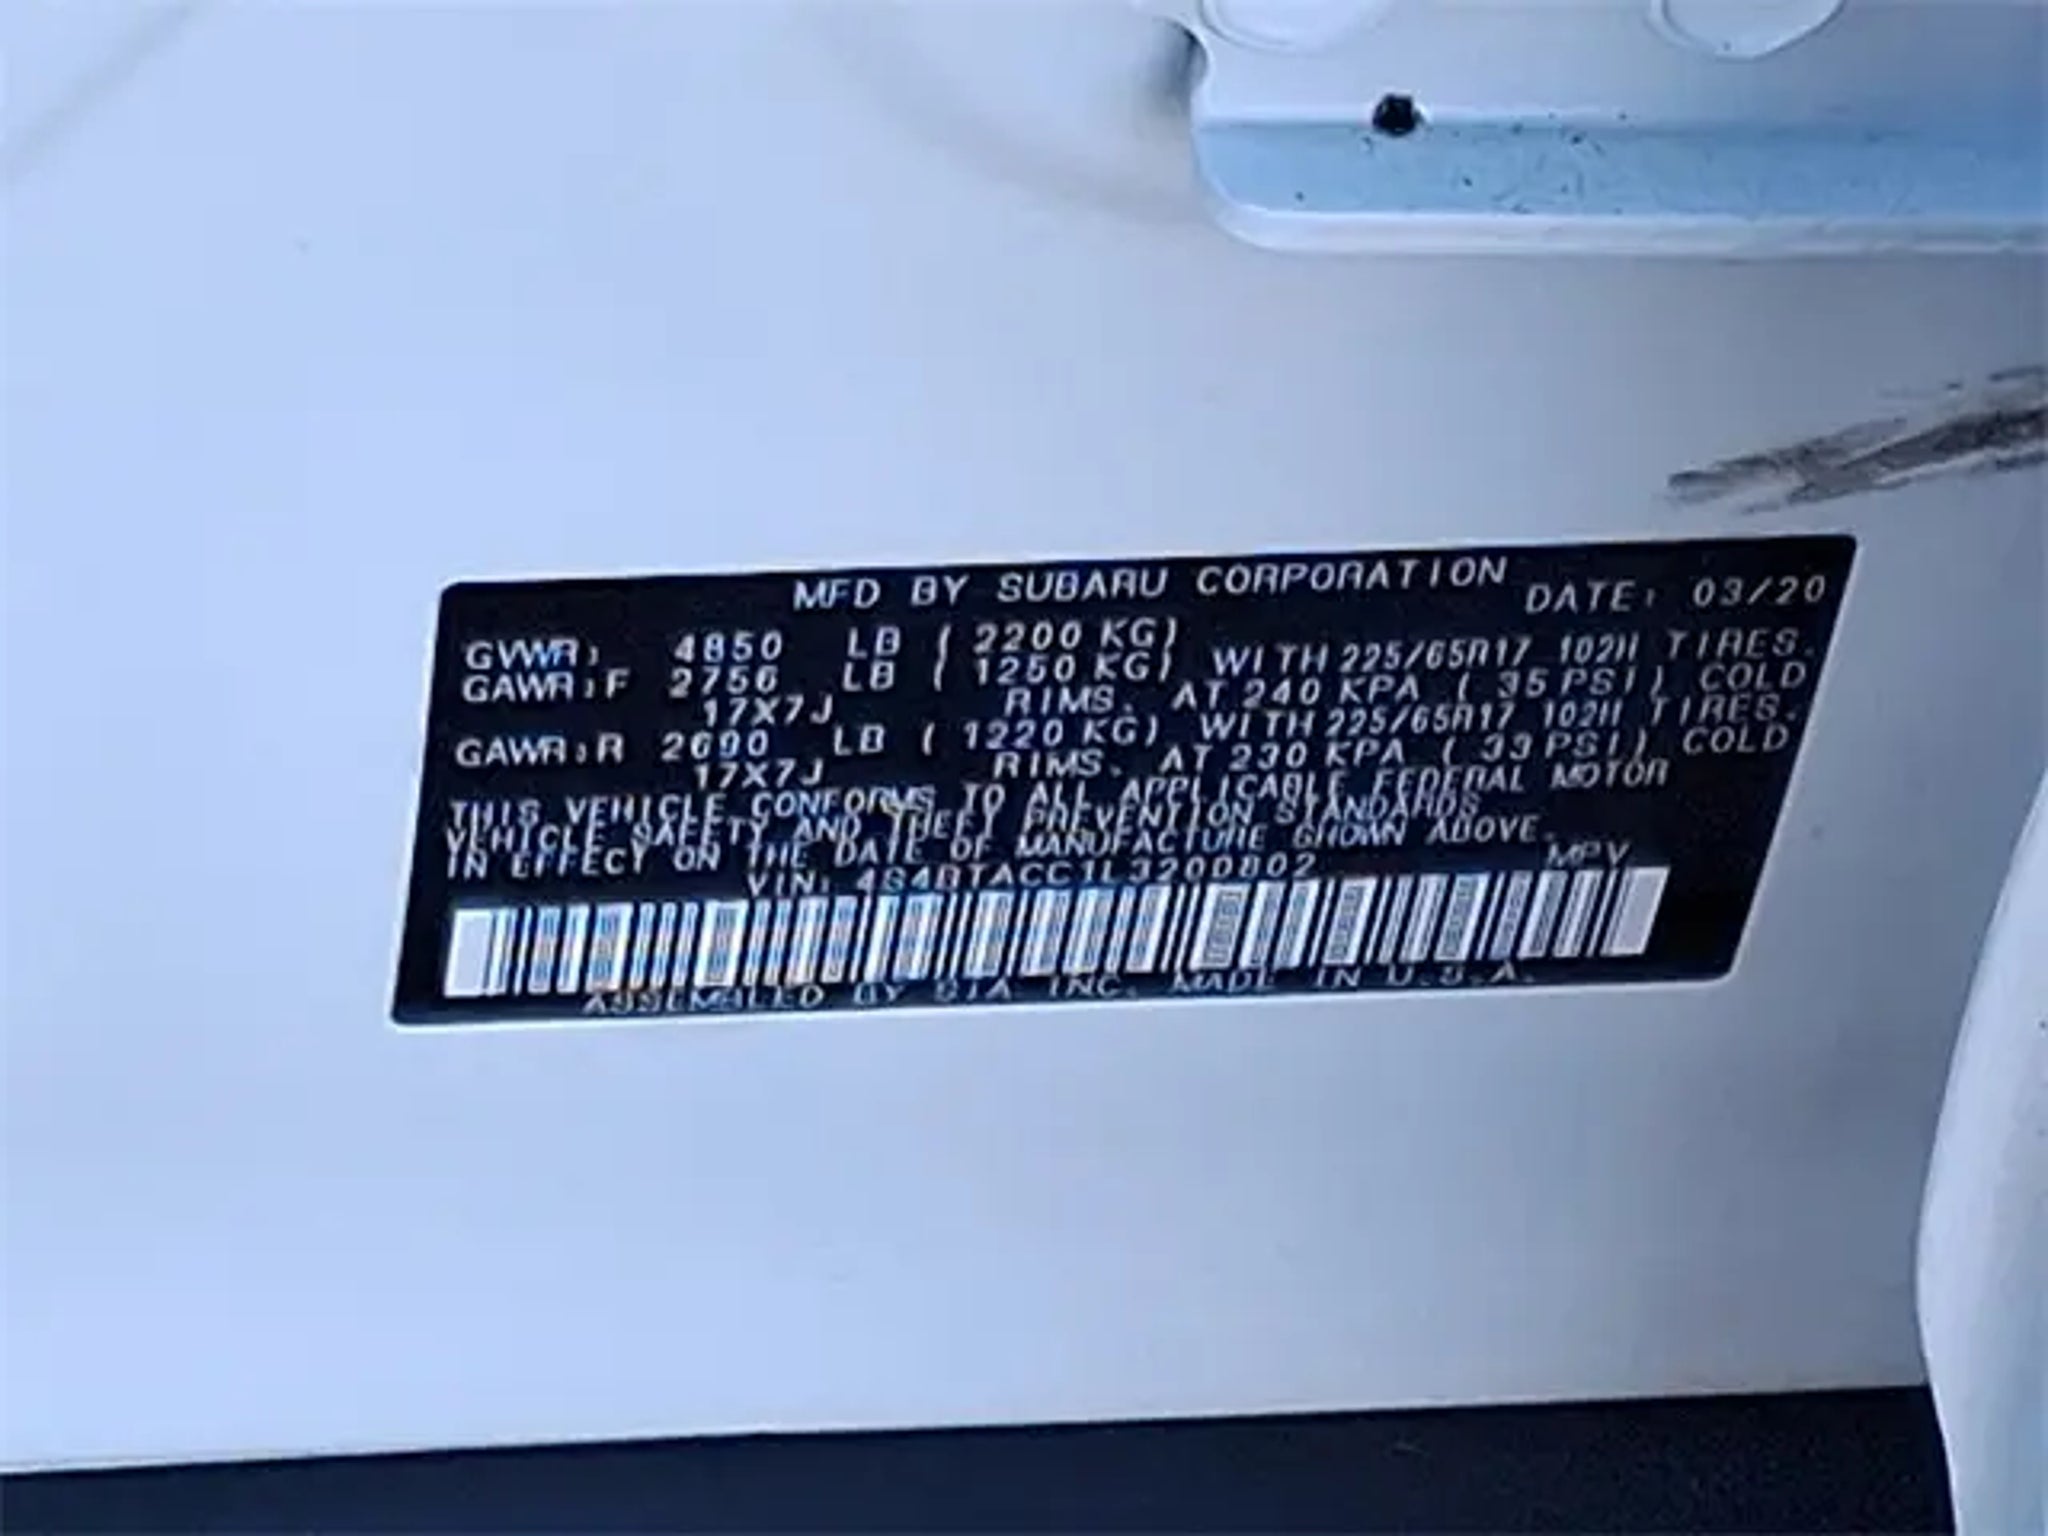 MFD BY SUBARU CORPORATION DATE: 03/20
GVWR: 4850 LB ( 2200 KG)
GAWR:F 2756 LB ( 1250 KG) WITH 225/65R17 102H TIRES.
17X7J RIMS. AT 240 KPA ( 35 PSI) COLD
GAWR:R 2690 LB ( 1220 KG) WITH 225/65R17 102H TIRES.
17X7J RIMS. AT 230 KPA ( 33 PSI) COLD
THIS VEHICLE CONFORMS TO ALL APPLICABLE FEDERAL MOTOR
VEHICLE SAFETY AND THEFT PREVENTION STANDARDS
IN EFFECT ON THE DATE OF MANUFACTURE SHOWN ABOVE.
VIN: 4S4BTACC1L3200802 MPV
ASSEMBLED BY SIA INC. MADE IN U.S.A.